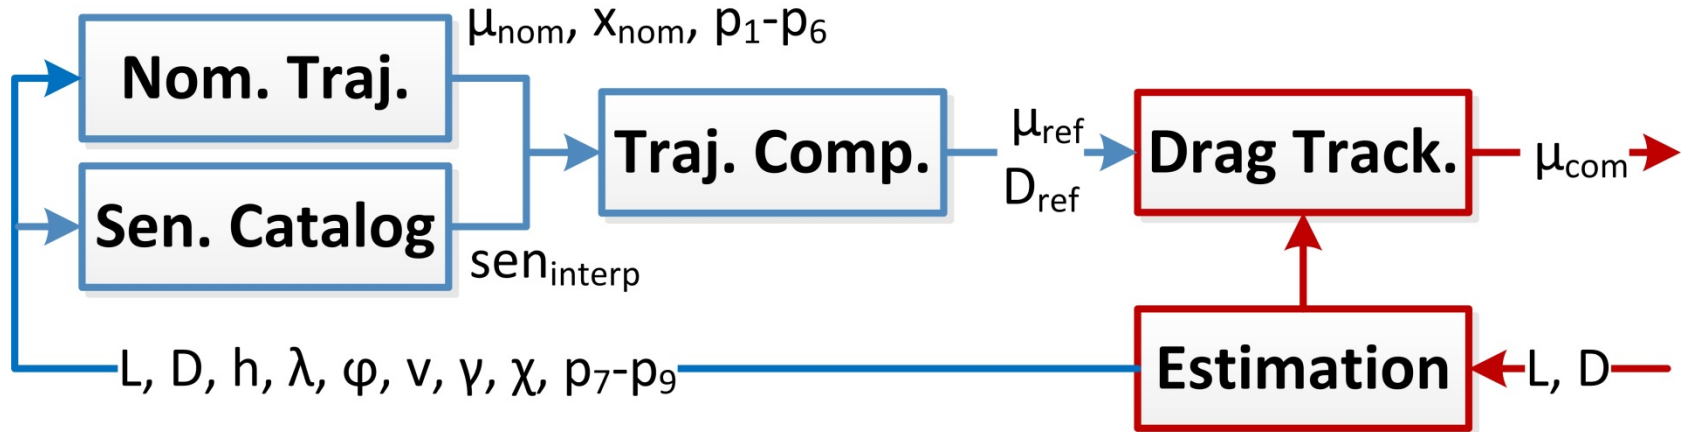 μnom, xnom, p1-p6
Nom. Traj.
Sen. Catalog
seninterp
Traj. Comp.
μref
Dref
Drag Track.
μcom
L, D, h, λ, φ, v, γ, χ, p7-p9
Estimation
L, D